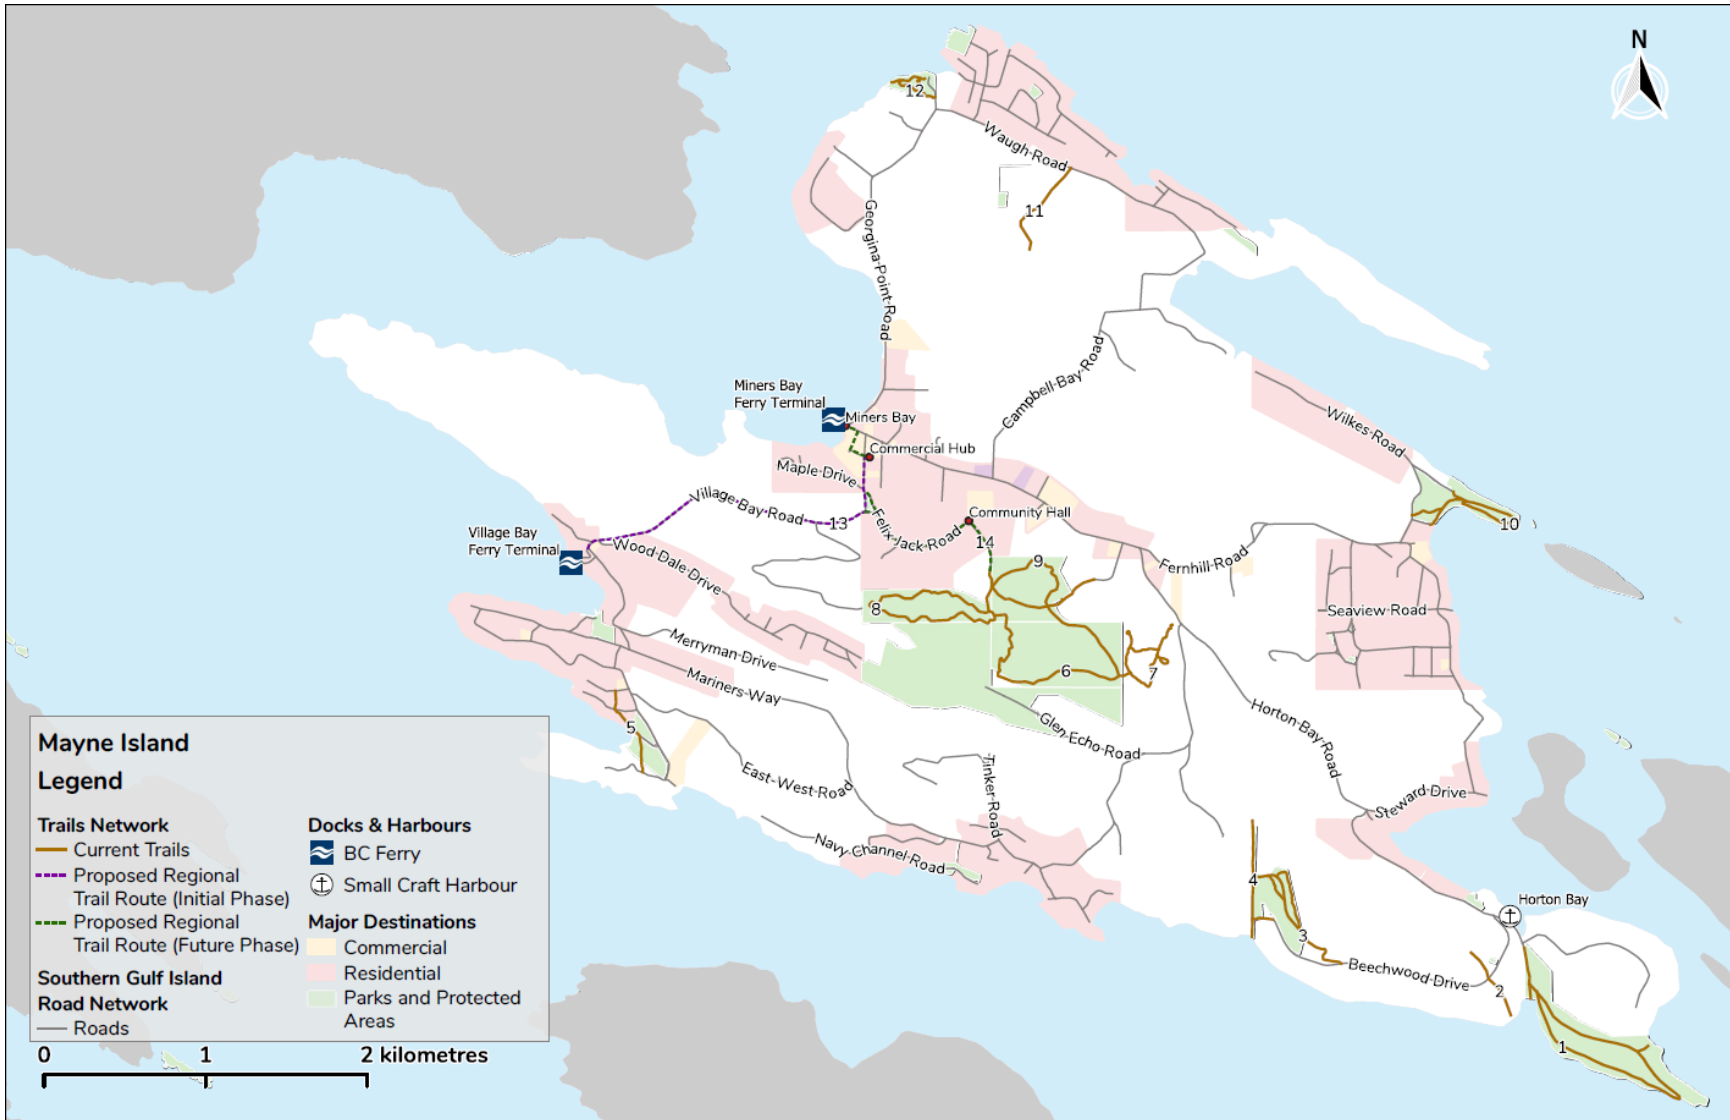 N
12
Waugh Road
11
Georgina Point Road
Miners Bay
Ferry Terminal
Miners Bay
Commercial Hub
Campbell Bay Road
Wilkes Road
Maple Drive
Village Bay Road
13
Felix Jack Road
Community Hall
14
10
Village Bay
Ferry Terminal
Wood Dale Drive
9
Fernhill Road
8
Seaview Road
Merryman Drive
6
7
Mariners Way
5
Glen Echo Road
Horton Bay Road
East-West Road
Tinker Road
Steward Drive
Navy Channel Road
4
3
Horton Bay
Beechwood Drive
2
1
Mayne Island
Legend
Trails Network
Current Trails
Proposed Regional
Trail Route (Initial Phase)
Proposed Regional
Trail Route (Future Phase)
Southern Gulf Island
Road Network
Roads
Docks & Harbours
BC Ferry
Small Craft Harbour
Major Destinations
Commercial
Residential
Parks and Protected
Areas
0 1 2 kilometres